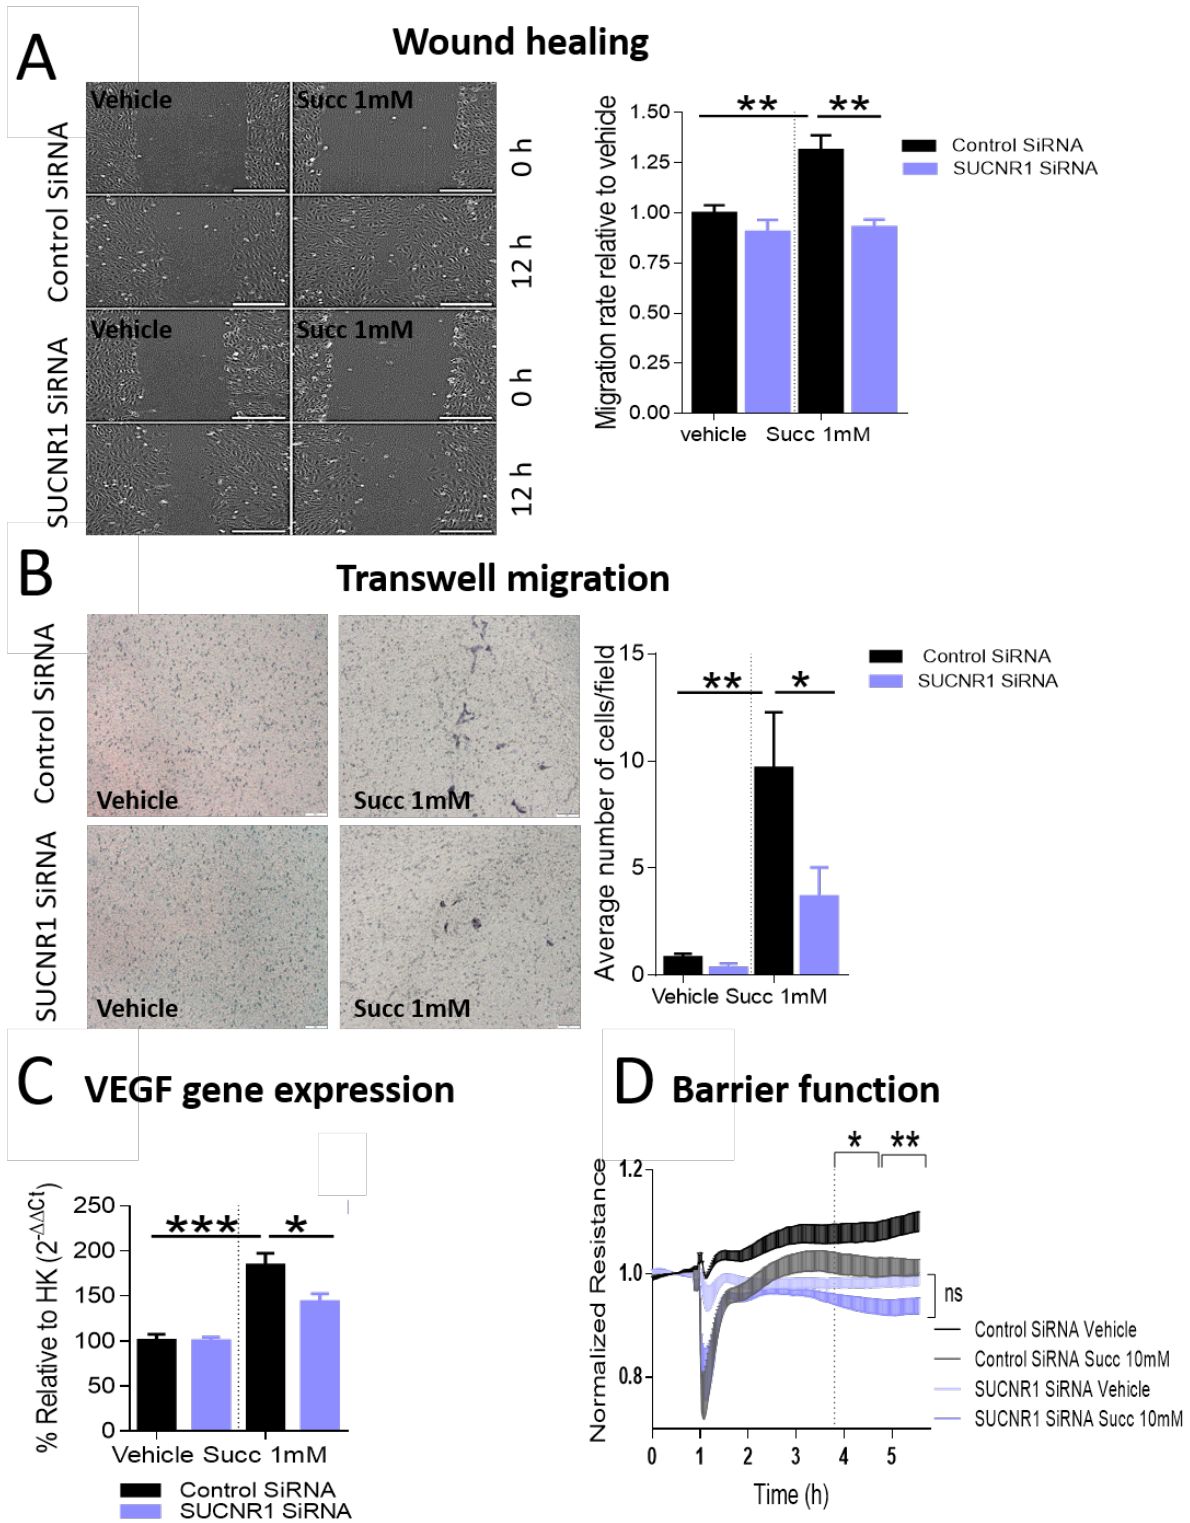 A
Wound healing
Control SiRNA
SUCNR1 SiRNA
Vehicle
Succ 1mM
0 h
12 h
Vehicle
Succ 1mM
0 h
12 h
Migration rate relative to vehicle
1.50
1.25
1.00
0.75
0.50
0.25
0.00
** **
vehicle Succ 1mM
Control SiRNA
SUCNR1 SiRNA
B
Transwell migration
Control SiRNA
SUCNR1 SiRNA
Vehicle
Succ 1mM
Vehicle
Succ 1mM
Average number of cells/field
15
10
5
0
** *
Vehicle Succ 1mM
Control SiRNA
SUCNR1 SiRNA
C
VEGF gene expression
% Relative to HK (2-ΔΔCt)
250
200
150
100
50
0
*** *
Vehicle Succ 1mM
Control SiRNA
SUCNR1 SiRNA
D
Barrier function
Normalized Resistance
1.2
1.0
0.8
* **
ns
0 1 2 3 4 5
Time (h)
Control SiRNA Vehicle
Control SiRNA Succ 10mM
SUCNR1 SiRNA Vehicle
SUCNR1 SiRNA Succ 10mM